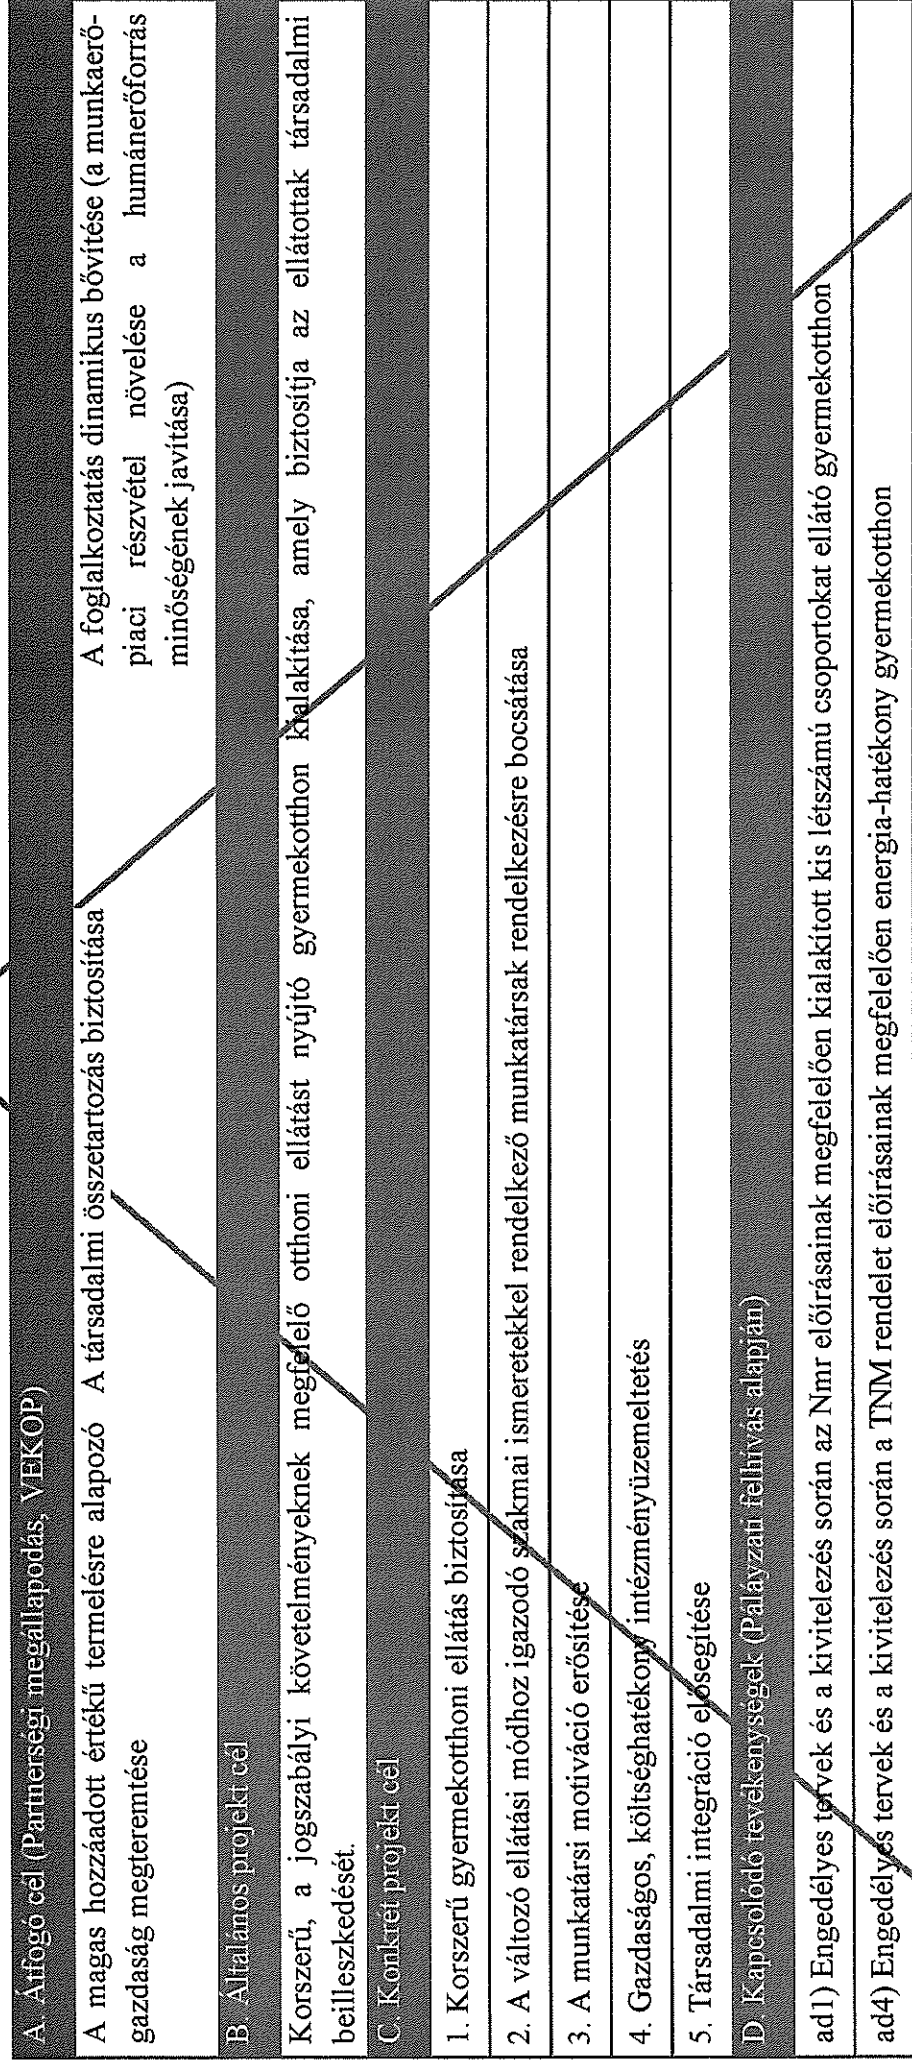 A. Átfogó cél (Partnerségi megállapodás, VEKOP)
A magas hozzáadott értékű termelésre alapozó
gazdaság megteremtése
A társadalmi összetartozás biztosítása
A foglalkoztatás dinamikus bővítése (a munkaerő-
piaci részvétel növelése a humánerőforrás
minőségének javítása)
B Általános projekt cél
Korszerű, a jogszabályi követelményeknek megfelelő otthoni ellátást nyújtó gyermekotthon kialakítása, amely biztosítja az ellátottak társadalmi
beilleszkedését.
C. Konkrét projekt cél
1. Korszerű gyermekotthoni ellátás biztosítása
2. A változó ellátási módhoz igazodó szakmai ismeretekkel rendelkező munkatársak rendelkezésre bocsátása
3. A munkatársi motiváció erősítése
4. Gazdaságos, költséghatékony intézményüzemeltetés
5. Társadalmi integráció elősegítése
D. Kapcsolódó tevékenységek (Pályázati felhívás alapján)
ad1) Engedélyes tervek és a kivitelezés során az Nmr előírásainak megfelelően kialakított kis létszámú csoportokat ellátó gyermekotthon
ad4) Engedélyes tervek és a kivitelezés során a TNM rendelet előírásainak megfelelően energia-hatékony gyermekotthon